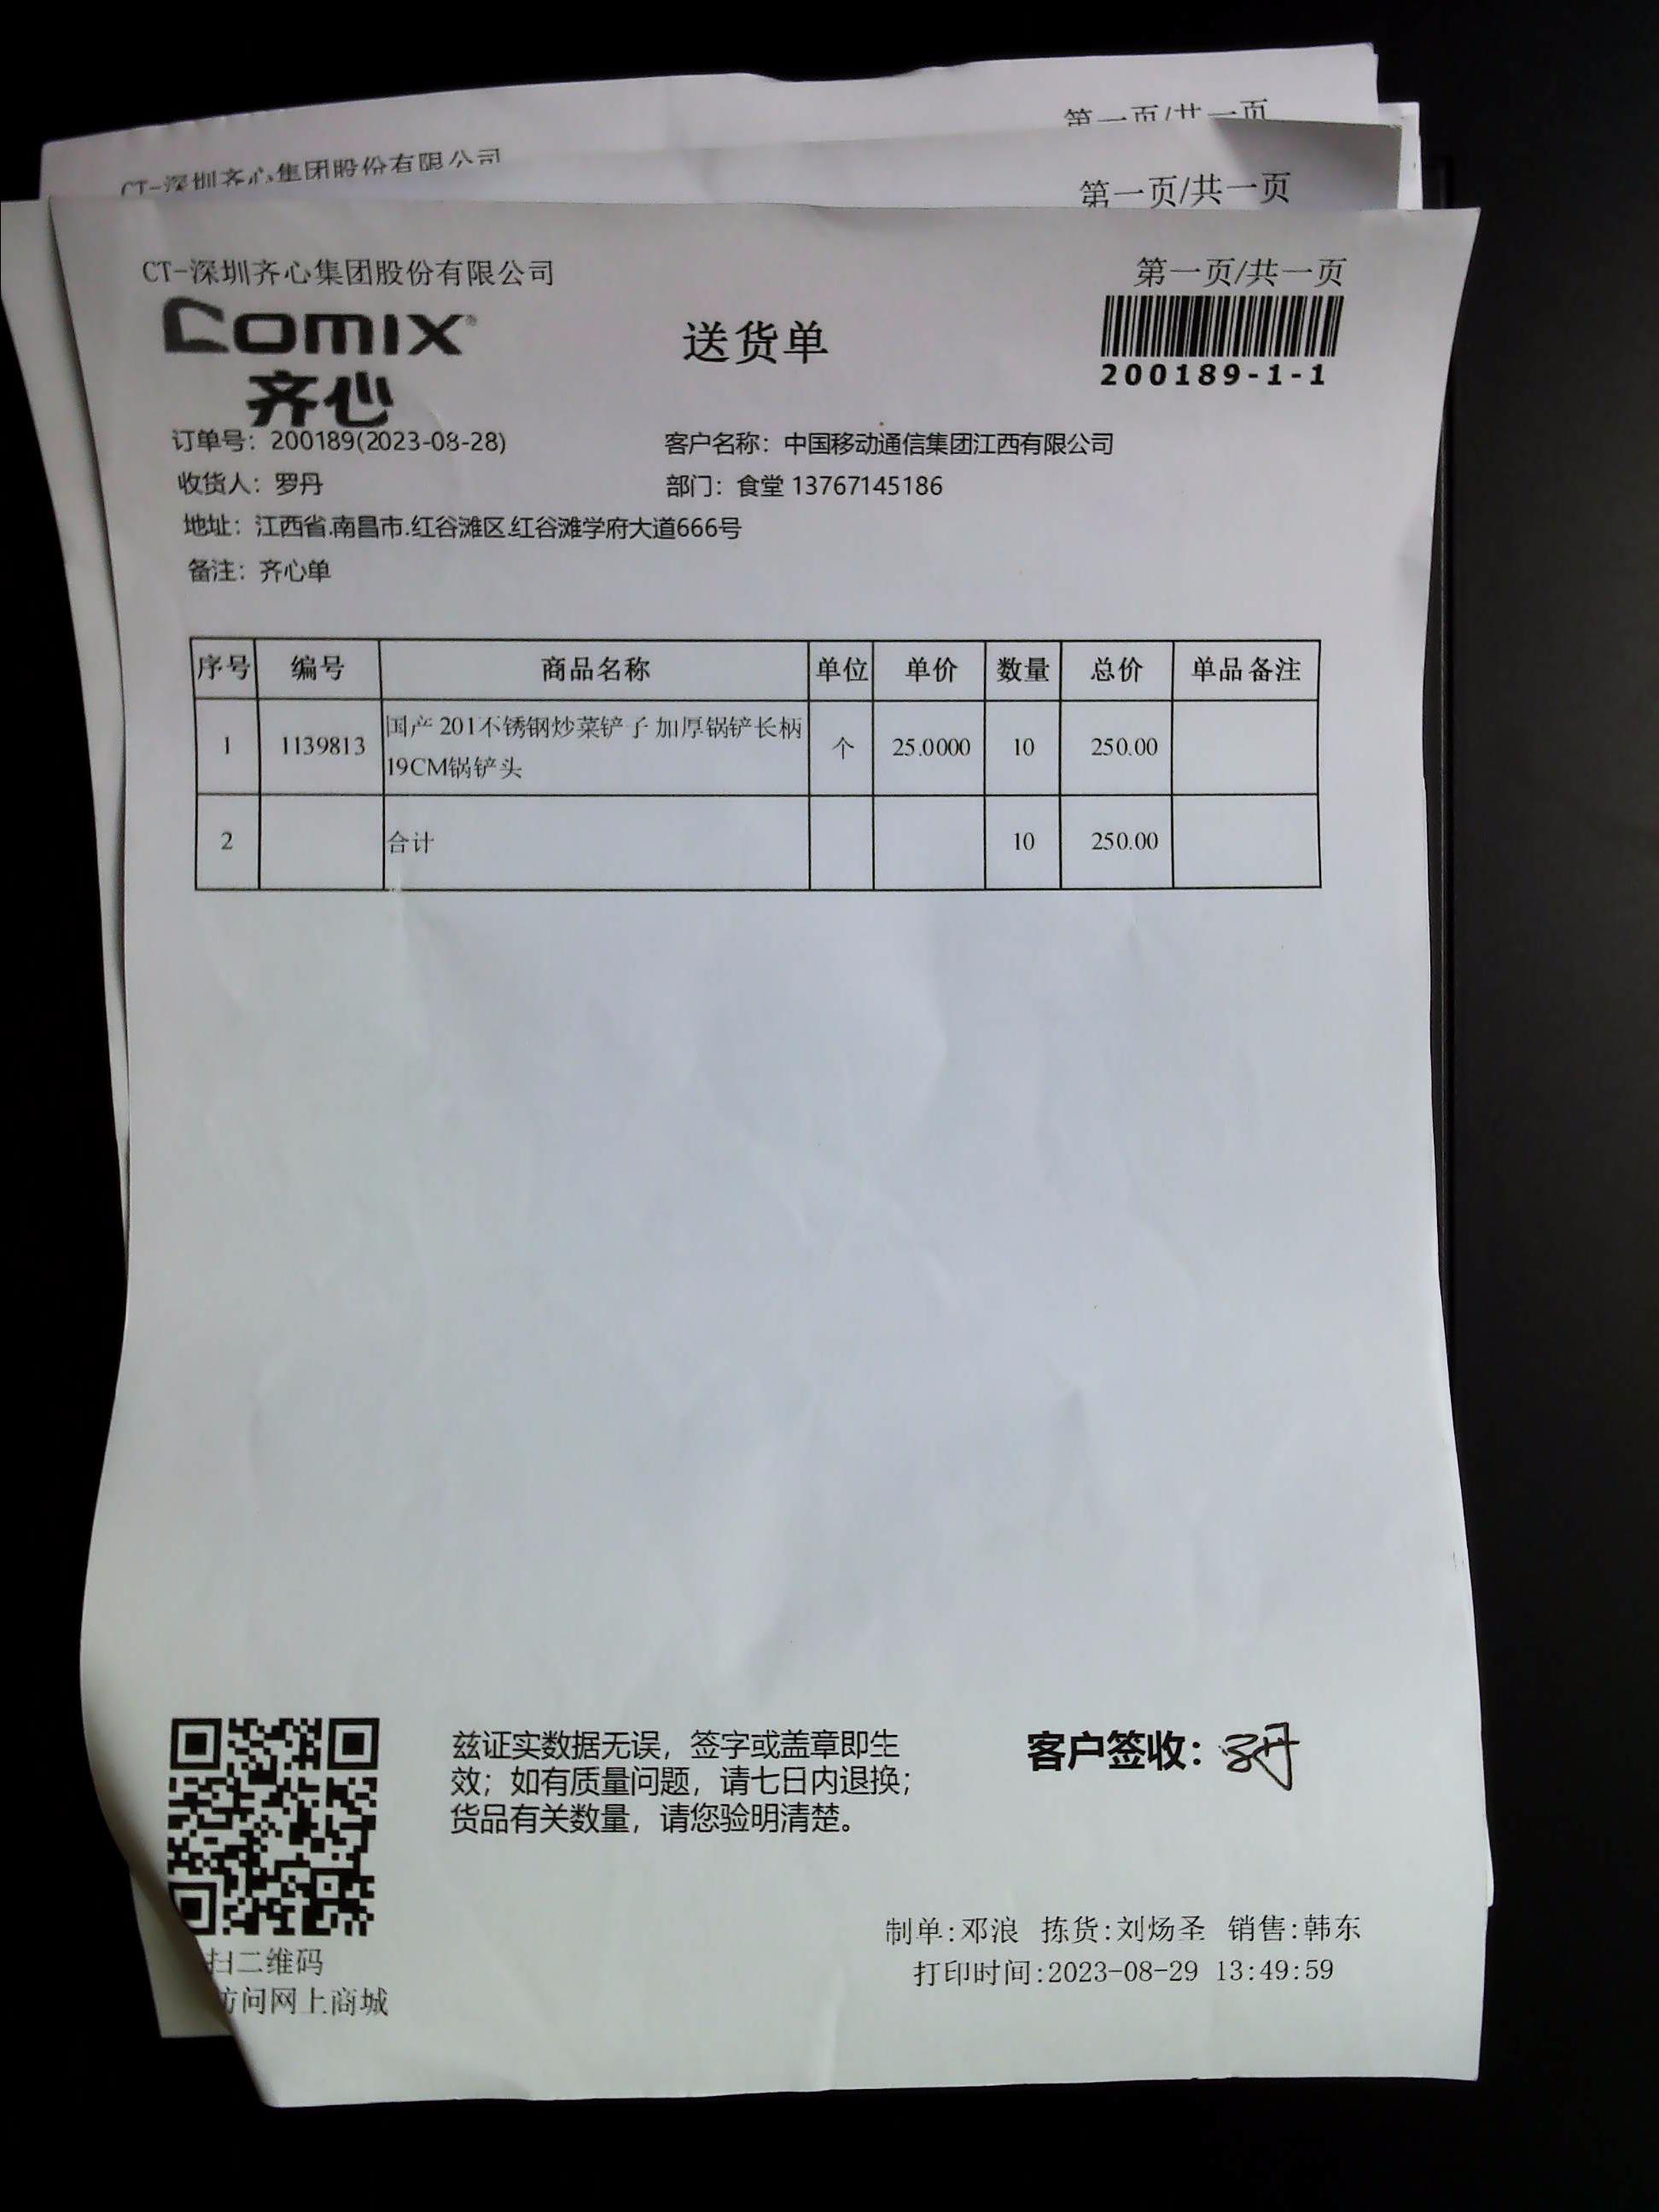 第一页/共一页
CT-深圳齐心集团股份有限公司
第一页/共一页
CT-深圳齐心集团股份有限公司
第一页/共一页
COMIX®
齐心
送货单
200189-1-1
订单号：200189(2023-08-28)
客户名称：中国移动通信集团江西有限公司
收货人：罗丹
部门：食堂 13767145186
地址：江西省.南昌市.红谷滩区.红谷滩学府大道666号
备注：齐心单
序号 编号 商品名称 单位 单价 数量 总价 单品备注
1 1139813 国产 201不锈钢炒菜铲子 加厚锅铲长柄 19CM锅铲头 个 25.0000 10 250.00
2 合计 10 250.00
兹证实数据无误，签字或盖章即生
效；如有质量问题，请七日内退换；
货品有关数量，请您验明清楚。
客户签收：
扫二维码
访问网上商城
制单:邓浪 拣货:刘炀圣 销售:韩东
打印时间:2023-08-29 13:49:59